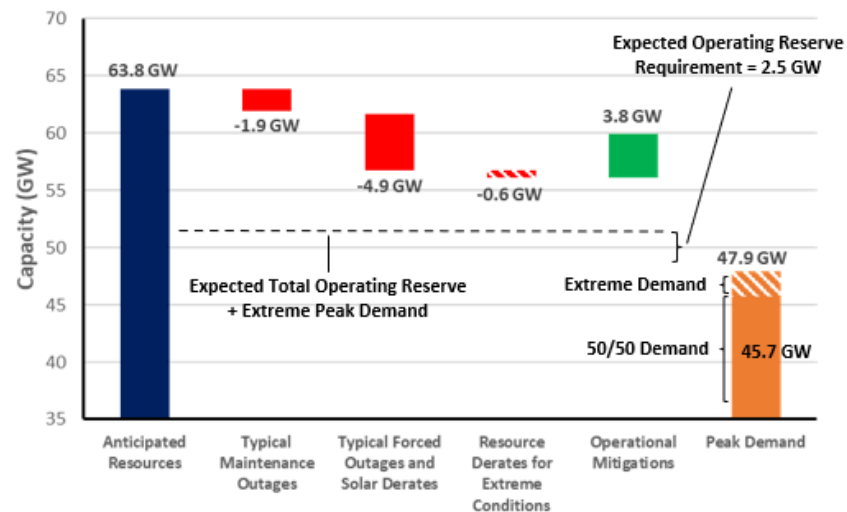 70
65
60
55
50
45
40
35
Capacity (GW)
63.8 GW
-1.9 GW
-4.9 GW
-0.6 GW
3.8 GW
Expected Operating Reserve
Requirement = 2.5 GW
Expected Total Operating Reserve
+ Extreme Peak Demand
47.9 GW
Extreme Demand
50/50 Demand
45.7 GW
Anticipated
Resources
Typical
Maintenance
Outages
Typical Forced
Outages and
Solar Derates
Resource
Derates for
Extreme
Conditions
Operational
Mitigations
Peak Demand